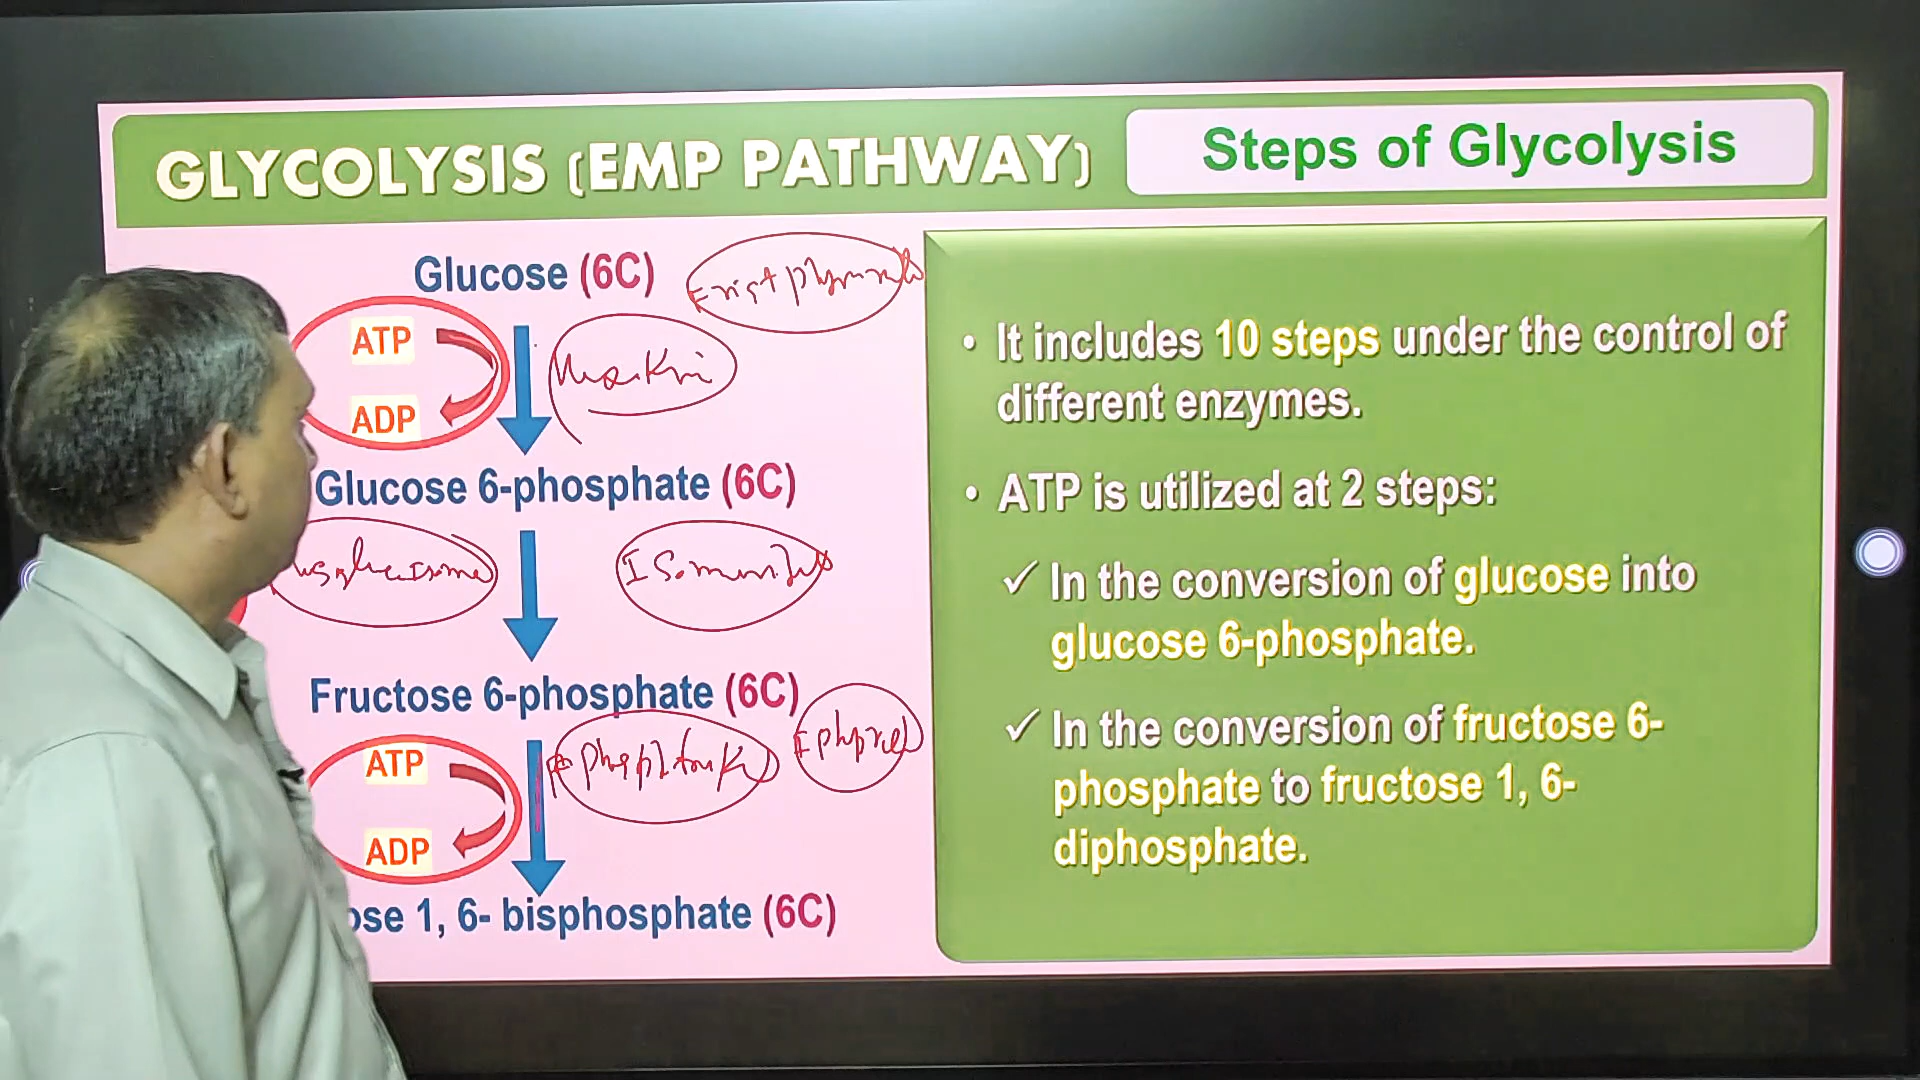 GLYCOLYSIS (EMP PATHWAY)
Steps of Glycolysis
Glucose (6C)
ATP
ADP
Glucose 6-phosphate (6C)
Fructose 6-phosphate (6C)
ATP
ADP
ose 1, 6- bisphosphate (6C)
• It includes 10 steps under the control of
different enzymes.
• ATP is utilized at 2 steps:
✓ In the conversion of glucose into
glucose 6-phosphate.
✓ In the conversion of fructose 6-
phosphate to fructose 1, 6-
diphosphate.